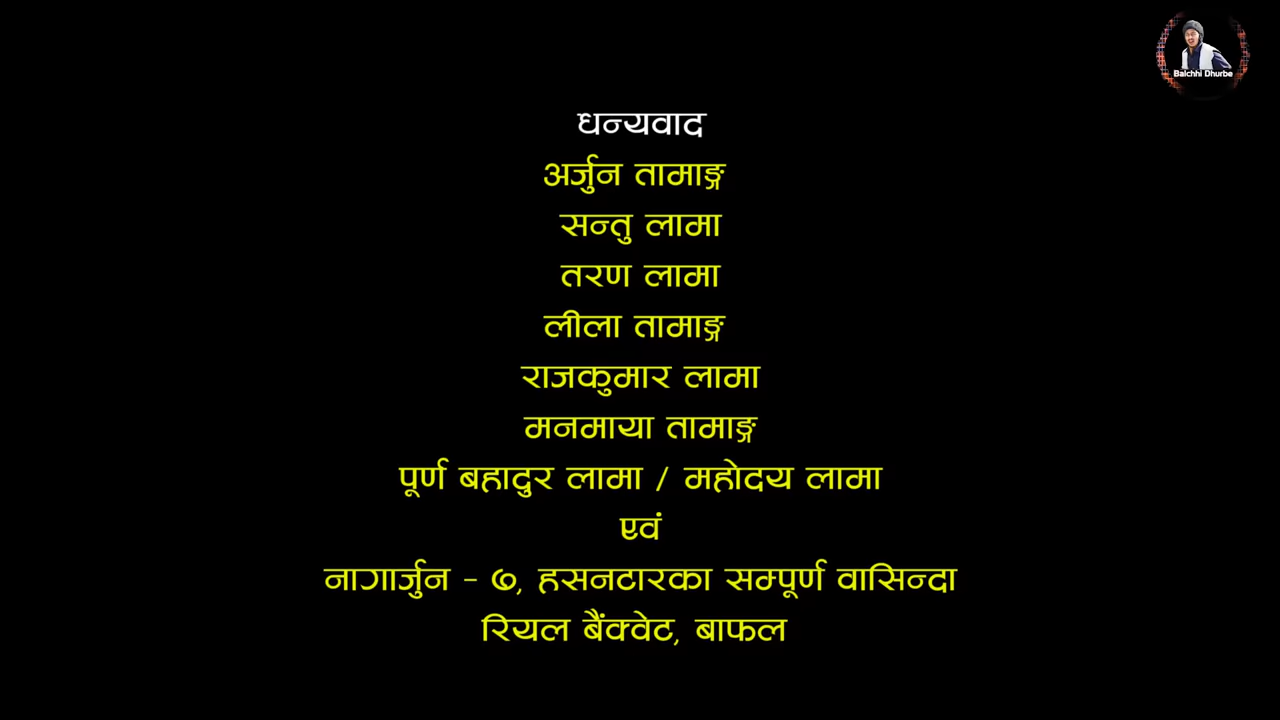 Balchhi Dhurbe
धन्यवाद
अर्जुन तामाङ्ग
सन्तु लामा
तरण लामा
लीला तामाङ्ग
राजकुमार लामा
मनमाया तामाङ्ग
पूर्ण बहादुर लामा / महोदय लामा
एवं
नागार्जुन - ७, हसनटारका सम्पूर्ण वासिन्दा
रियल बैंक्वेट, बाफल